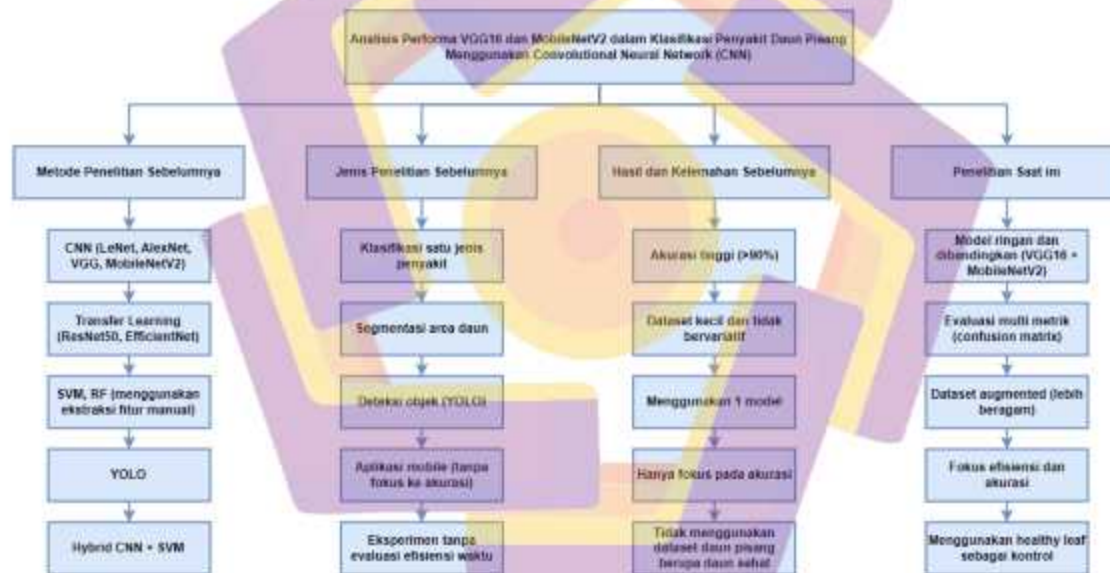 Analisis Performa VGG16 dan MobileNetV2 dalam Klasifikasi Penyakit Daun Pisang
Menggunakan Convolutional Neural Network (CNN)
Metode Penelitian Sebelumnya
CNN (LeNet, AlexNet,
VGG, MobileNetV2)
Transfer Learning
(ResNet50, EfficientNet)
SVM, RF (menggunakan
ekstraksi fitur manual)
YOLO
Hybrid CNN + SVM
Jenis Penelitian Sebelumnya
Klasifikasi satu jenis
penyakit
Segmentasi area daun
Deteksi objek (YOLO)
Aplikasi mobile (tanpa
fokus ke akurasi)
Eksperimen tanpa
evaluasi efisiensi waktu
Hasil dan Kelemahan Sebelumnya
Akurasi tinggi (>90%)
Dataset kecil dan tidak
bervariatif
Menggunakan 1 model
Hanya fokus pada akurasi
Tidak menggunakan
dataset daun pisang
berupa daun sehat
Penelitian Saat ini
Model ringan dan
dibandingkan (VGG16 +
MobileNetV2)
Evaluasi multi metrik
(confusion matrix)
Dataset augmented (lebih
beragam)
Fokus efisiensi dan
akurasi
Menggunakan healthy leaf
sebagai kontrol